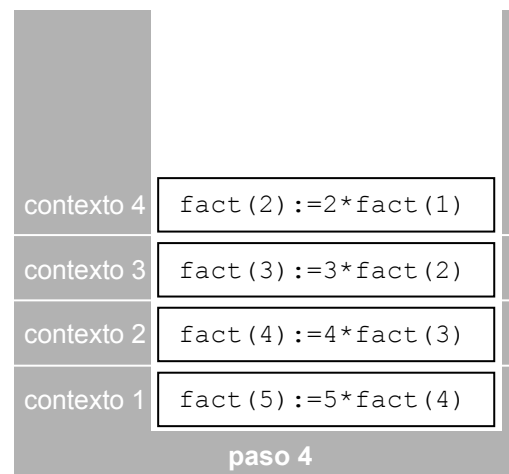 contexto 4 fact(2):=2*fact(1)
contexto 3 fact(3):=3*fact(2)
contexto 2 fact(4):=4*fact(3)
contexto 1 fact(5):=5*fact(4)
paso 4